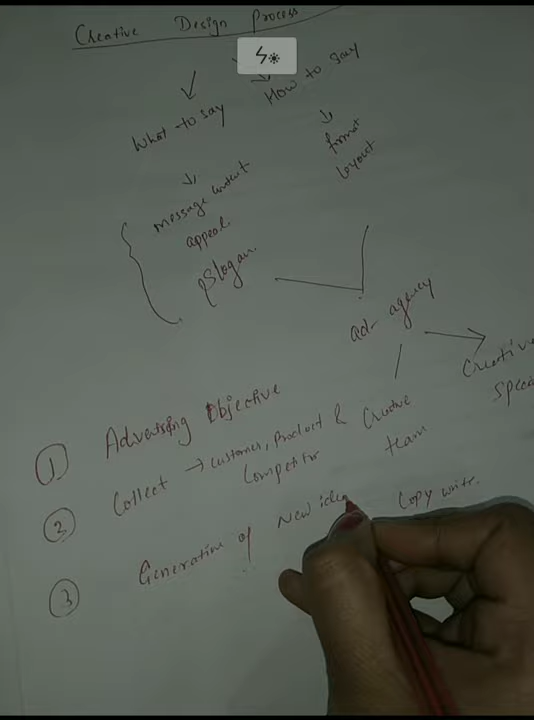 Creative Design Process
What to say
How to say
message content
appeal
Slogan.
format
layout
ad- agency
Creative
① Advertising Objective
② Collect → customer, Product &
Competitor
Creative
team
Copy writer.
③ Generation of New idea